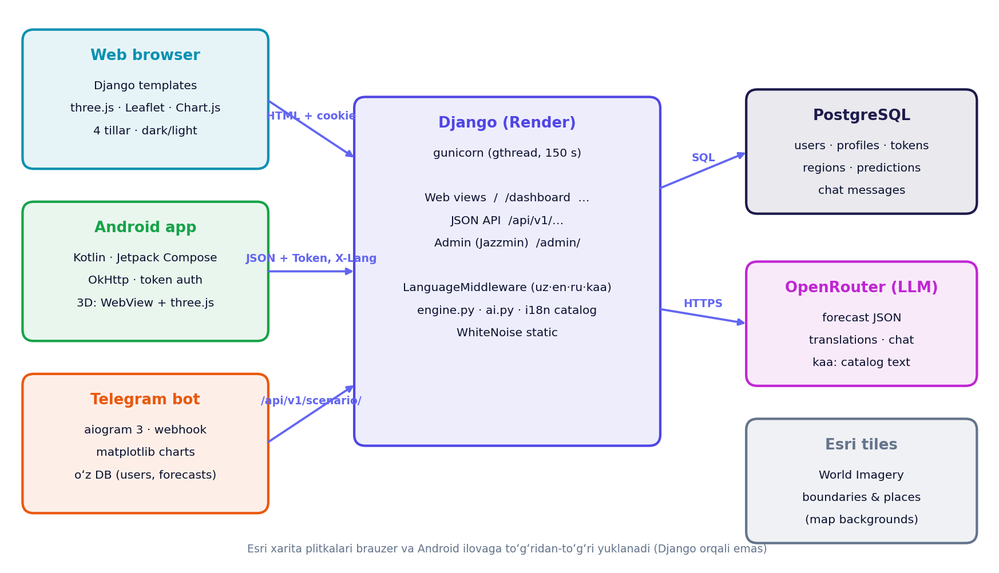 Web browser
Django templates
three.js · Leaflet · Chart.js
4 tillar · dark/light
HTML + cookie
Android app
Kotlin · Jetpack Compose
OkHttp · token auth
3D: WebView + three.js
JSON + Token, X-Lang
Telegram bot
aiogram 3 · webhook
matplotlib charts
oʻz DB (users, forecasts)
/api/v1/scenario/
Django (Render)
gunicorn (gthread, 150 s)
Web views / /dashboard …
JSON API /api/v1/…
Admin (Jazzmin) /admin/
LanguageMiddleware (uz·en·ru·kaa)
engine.py · ai.py · i18n catalog
WhiteNoise static
SQL
PostgreSQL
users · profiles · tokens
regions · predictions
chat messages
HTTPS
OpenRouter (LLM)
forecast JSON
translations · chat
kaa: catalog text
Esri tiles
World Imagery
boundaries & places
(map backgrounds)
Esri xarita plitkalari brauzer va Android ilovaga toʻgʻridan-toʻgʻri yuklanadi (Django orqali emas)